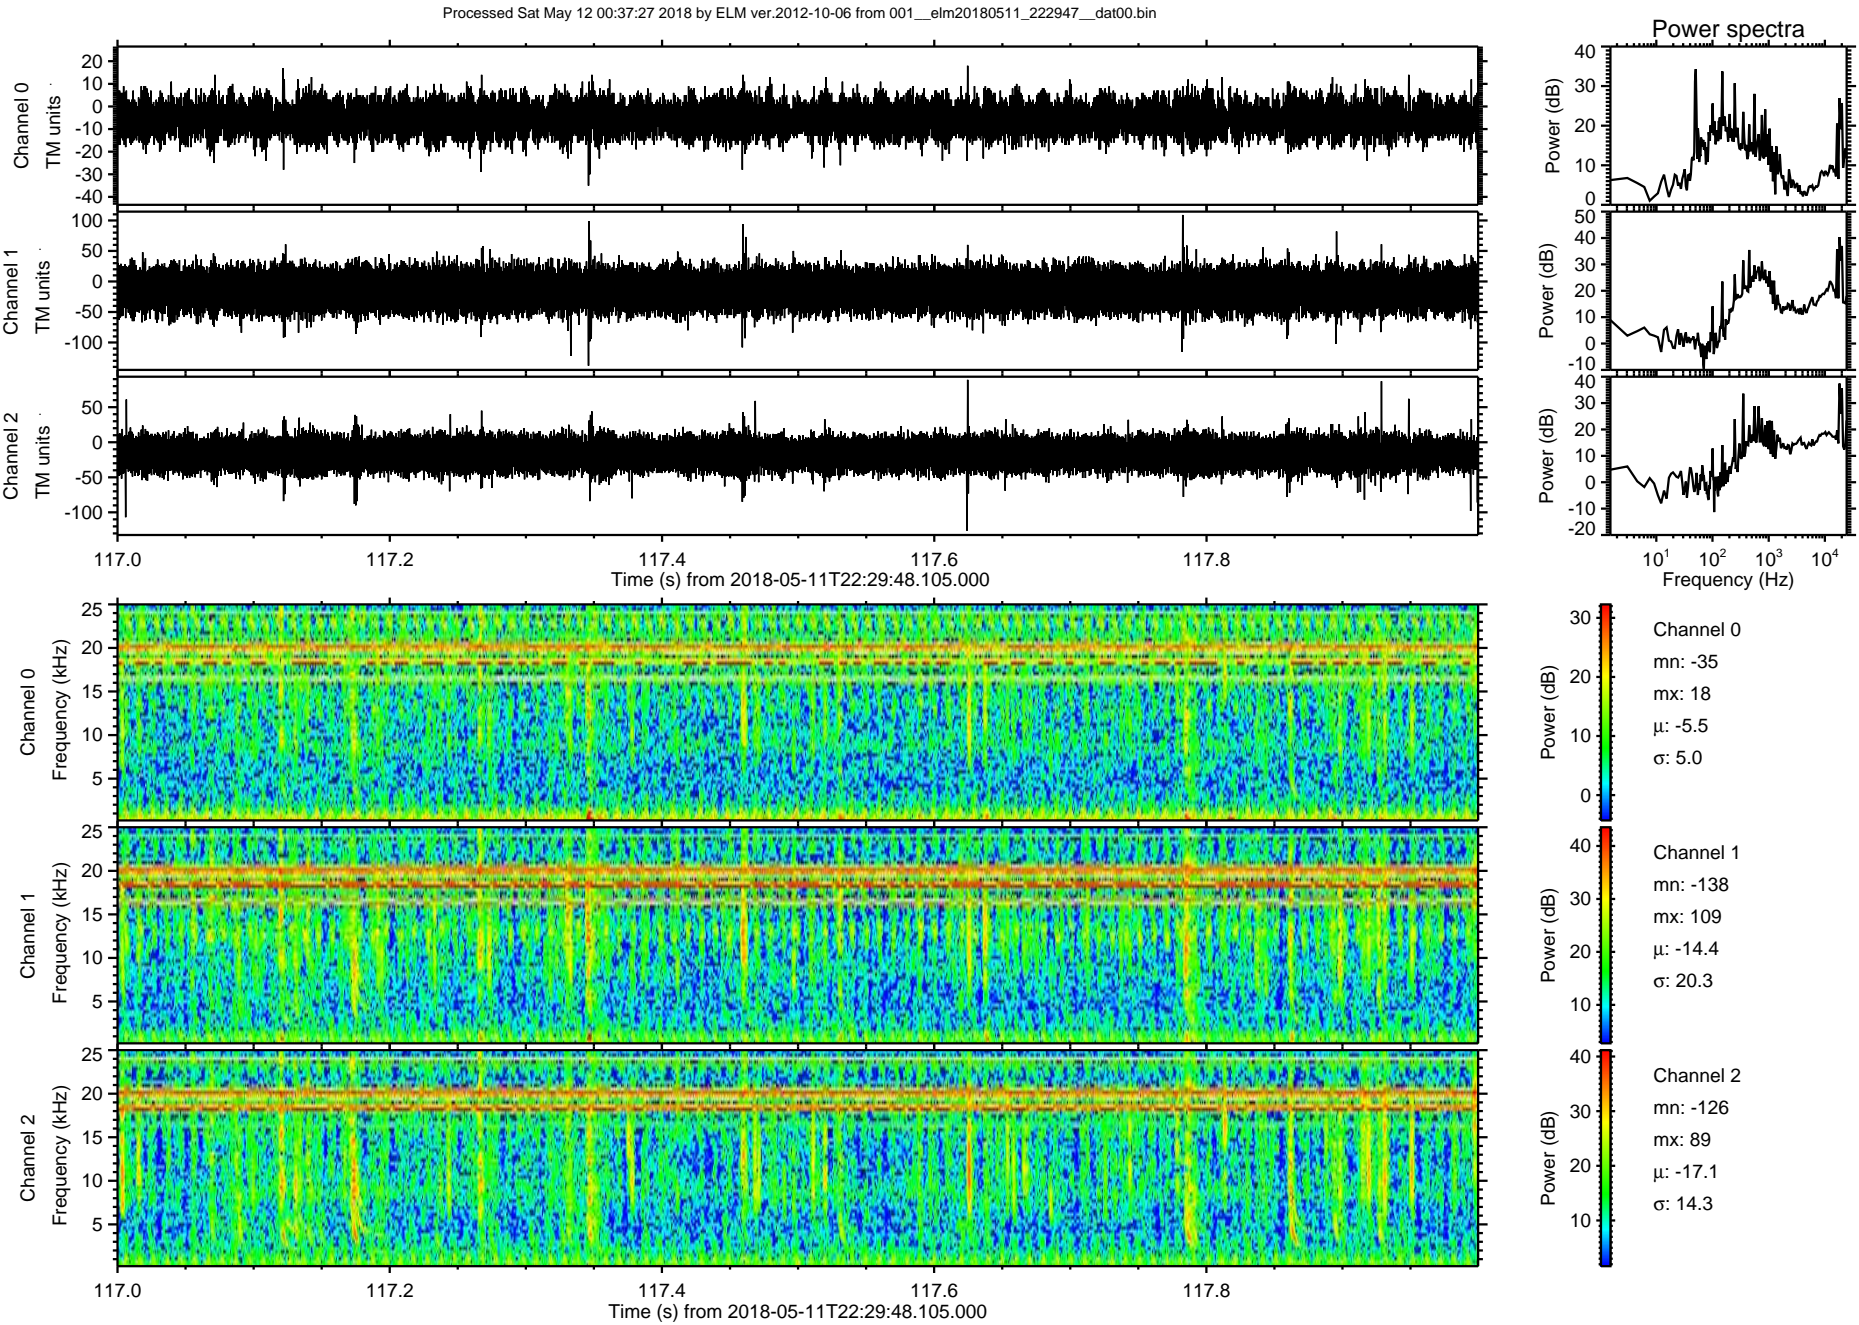 Processed Sat May 12 00:37:27 2018 by ELM ver.2012-10-06 from 001__elm20180511_222947__dat00.bin
Power spectra
Channel 0
TM units
20
10
0
-10
-20
-30
-40
Power (dB)
40
30
20
10
0
Channel 1
TM units
100
50
0
-50
-100
Power (dB)
50
40
30
20
10
0
-10
Channel 2
TM units
50
0
-50
-100
Power (dB)
40
30
20
10
0
-10
-20
117.0 117.2 117.4 117.6 117.8
Time (s) from 2018-05-11T22:29:48.105.000
10^1 10^2 10^3 10^4
Frequency (Hz)
Channel 0
Frequency (kHz)
25
20
15
10
5
Power (dB)
30
20
10
0
Channel 0
mn: -35
mx: 18
μ: -5.5
σ: 5.0
Channel 1
Frequency (kHz)
25
20
15
10
5
Power (dB)
40
30
20
10
Channel 1
mn: -138
mx: 109
μ: -14.4
σ: 20.3
Channel 2
Frequency (kHz)
25
20
15
10
5
Power (dB)
40
30
20
10
Channel 2
mn: -126
mx: 89
μ: -17.1
σ: 14.3
117.0 117.2 117.4 117.6 117.8
Time (s) from 2018-05-11T22:29:48.105.000